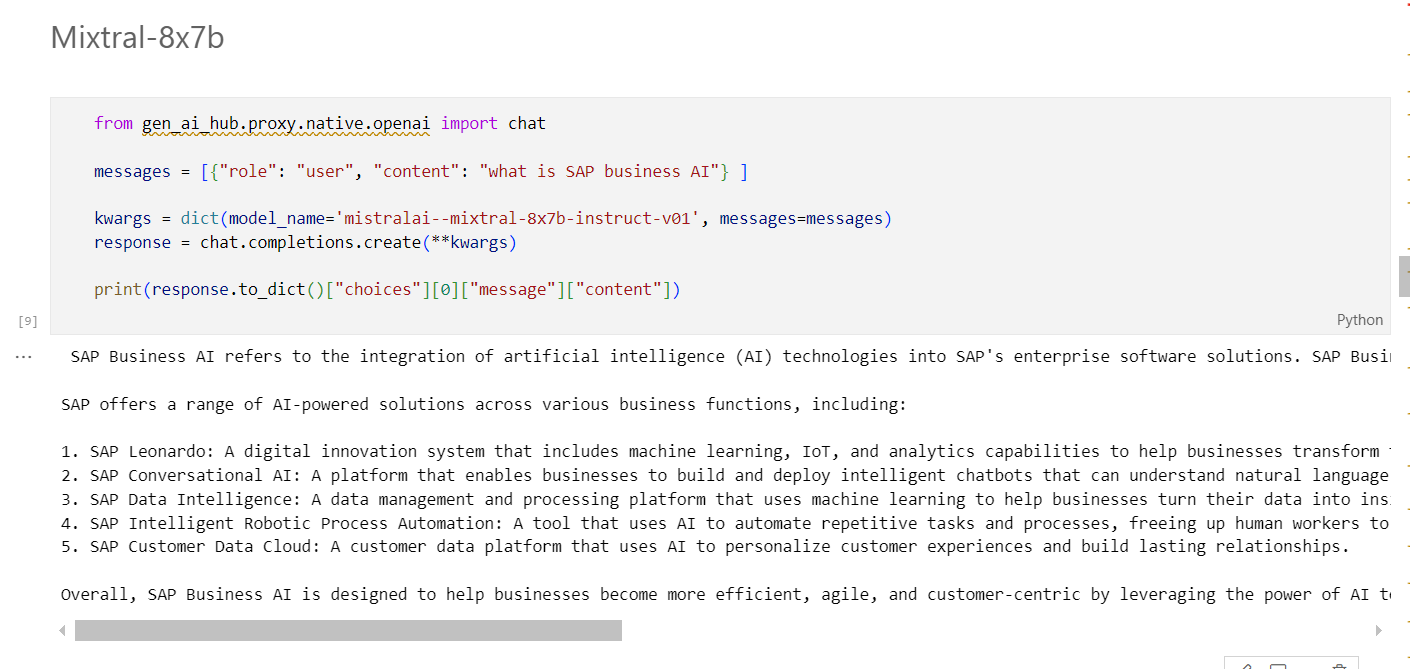 Mixtral-8x7b
from gen_ai_hub.proxy.native.openai import chat
messages = [{"role": "user", "content": "what is SAP business AI"} ]
kwargs = dict(model_name='mistralai--mixtral-8x7b-instruct-v01', messages=messages)
response = chat.completions.create(**kwargs)
print(response.to_dict()["choices"][0]["message"]["content"])
[9]
Python
...
SAP Business AI refers to the integration of artificial intelligence (AI) technologies into SAP's enterprise software solutions. SAP
SAP offers a range of AI-powered solutions across various business functions, including:
1. SAP Leonardo: A digital innovation system that includes machine learning, IoT, and analytics capabilities to help businesses transform
2. SAP Conversational AI: A platform that enables businesses to build and deploy intelligent chatbots that can understand natural language
3. SAP Data Intelligence: A data management and processing platform that uses machine learning to help businesses turn their data into
4. SAP Intelligent Robotic Process Automation: A tool that uses AI to automate repetitive tasks and processes, freeing up human workers to
5. SAP Customer Data Cloud: A customer data platform that uses AI to personalize customer experiences and build lasting relationships.
Overall, SAP Business AI is designed to help businesses become more efficient, agile, and customer-centric by leveraging the power of AI